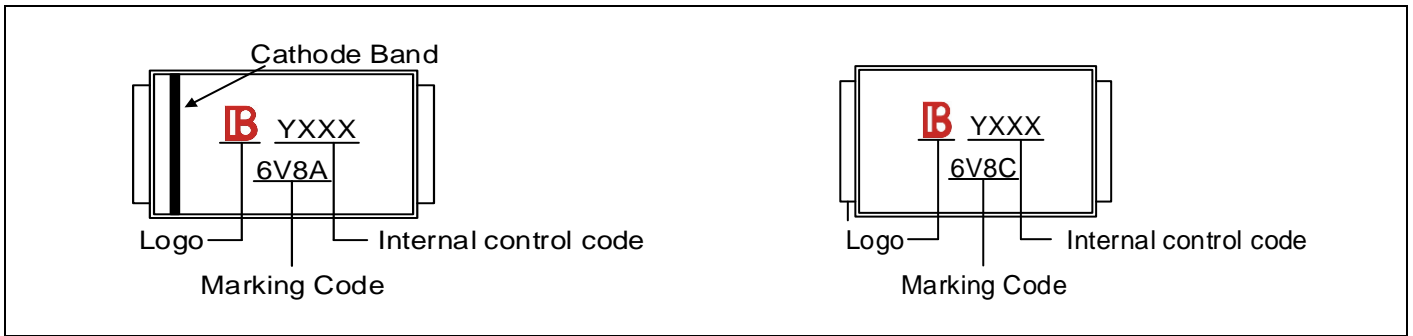 Cathode Band
B YXXX
6V8A
Logo
Internal control code
Marking Code
B YXXX
6V8C
Logo
Internal control code
Marking Code